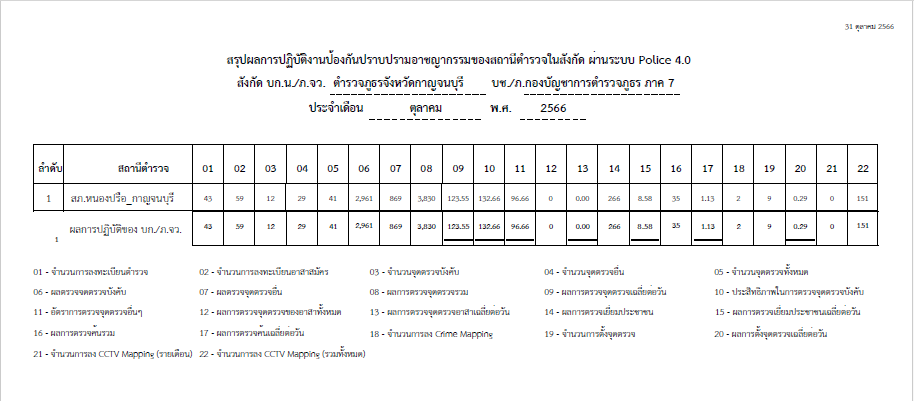 31 ตุลาคม 2566
สรุปผลการปฏิบัติงานป้องกันปราบปรามอาชญากรรมของสถานีตำรวจในสังกัด ผ่านระบบ Police 4.0
สังกัด บก.น./ภ.จว. ตำรวจภูธรจังหวัดกาญจนบุรี บช./ภ.กองบัญชาการตำรวจภูธร ภาค 7
ประจำเดือน ตุลาคม พ.ศ. 2566
ลำดับ สถานีตำรวจ 01 02 03 04 05 06 07 08 09 10 11 12 13 14 15 16 17 18 19 20 21 22
1 สภ.หนองปรือ_กาญจนบุรี 43 59 12 29 41 2,961 869 3,830 123.55 132.66 96.66 0 0.00 266 8.58 35 1.13 2 9 0.29 0 151
1 ผลการปฏิบัติของ บก./ภ.จว. 43 59 12 29 41 2,961 869 3,830 123.55 132.66 96.66 0 0.00 266 8.58 35 1.13 2 9 0.29 0 151
01 - จำนวนการลงทะเบียนตำรวจ 02 - จำนวนการลงทะเบียนอาสาสมัคร 03 - จำนวนจุดตรวจบังคับ 04 - จำนวนจุดตรวจอื่น 05 - จำนวนจุดตรวจทั้งหมด
06 - ผลตรวจจุดตรวจบังคับ 07 - ผลตรวจจุดตรวจอื่น 08 - ผลการตรวจจุดตรวจรวม 09 - ผลการตรวจจุดตรวจเฉลี่ยต่อวัน 10 - ประสิทธิภาพในการตรวจจุดตรวจบังคับ
11 - อัตราการตรวจจุดตรวจอื่นๆ 12 - ผลการตรวจจุดตรวจของอาสาทั้งหมด 13 - ผลการตรวจจุดตรวจอาสาเฉลี่ยต่อวัน 14 - ผลการตรวจเยี่ยมประชาชน 15 - ผลการตรวจเยี่ยมประชาชนเฉลี่ยต่อวัน
16 - ผลการตรวจค้นรวม 17 - ผลการตรวจค้นเฉลี่ยต่อวัน 18 - จำนวนการลง Crime Mapping 19 - จำนวนการตั้งจุดตรวจ 20 - ผลการตั้งจุดตรวจเฉลี่ยต่อวัน
21 - จำนวนการลง CCTV Mapping (รายเดือน) 22 - จำนวนการลง CCTV Mapping (รวมทั้งหมด)